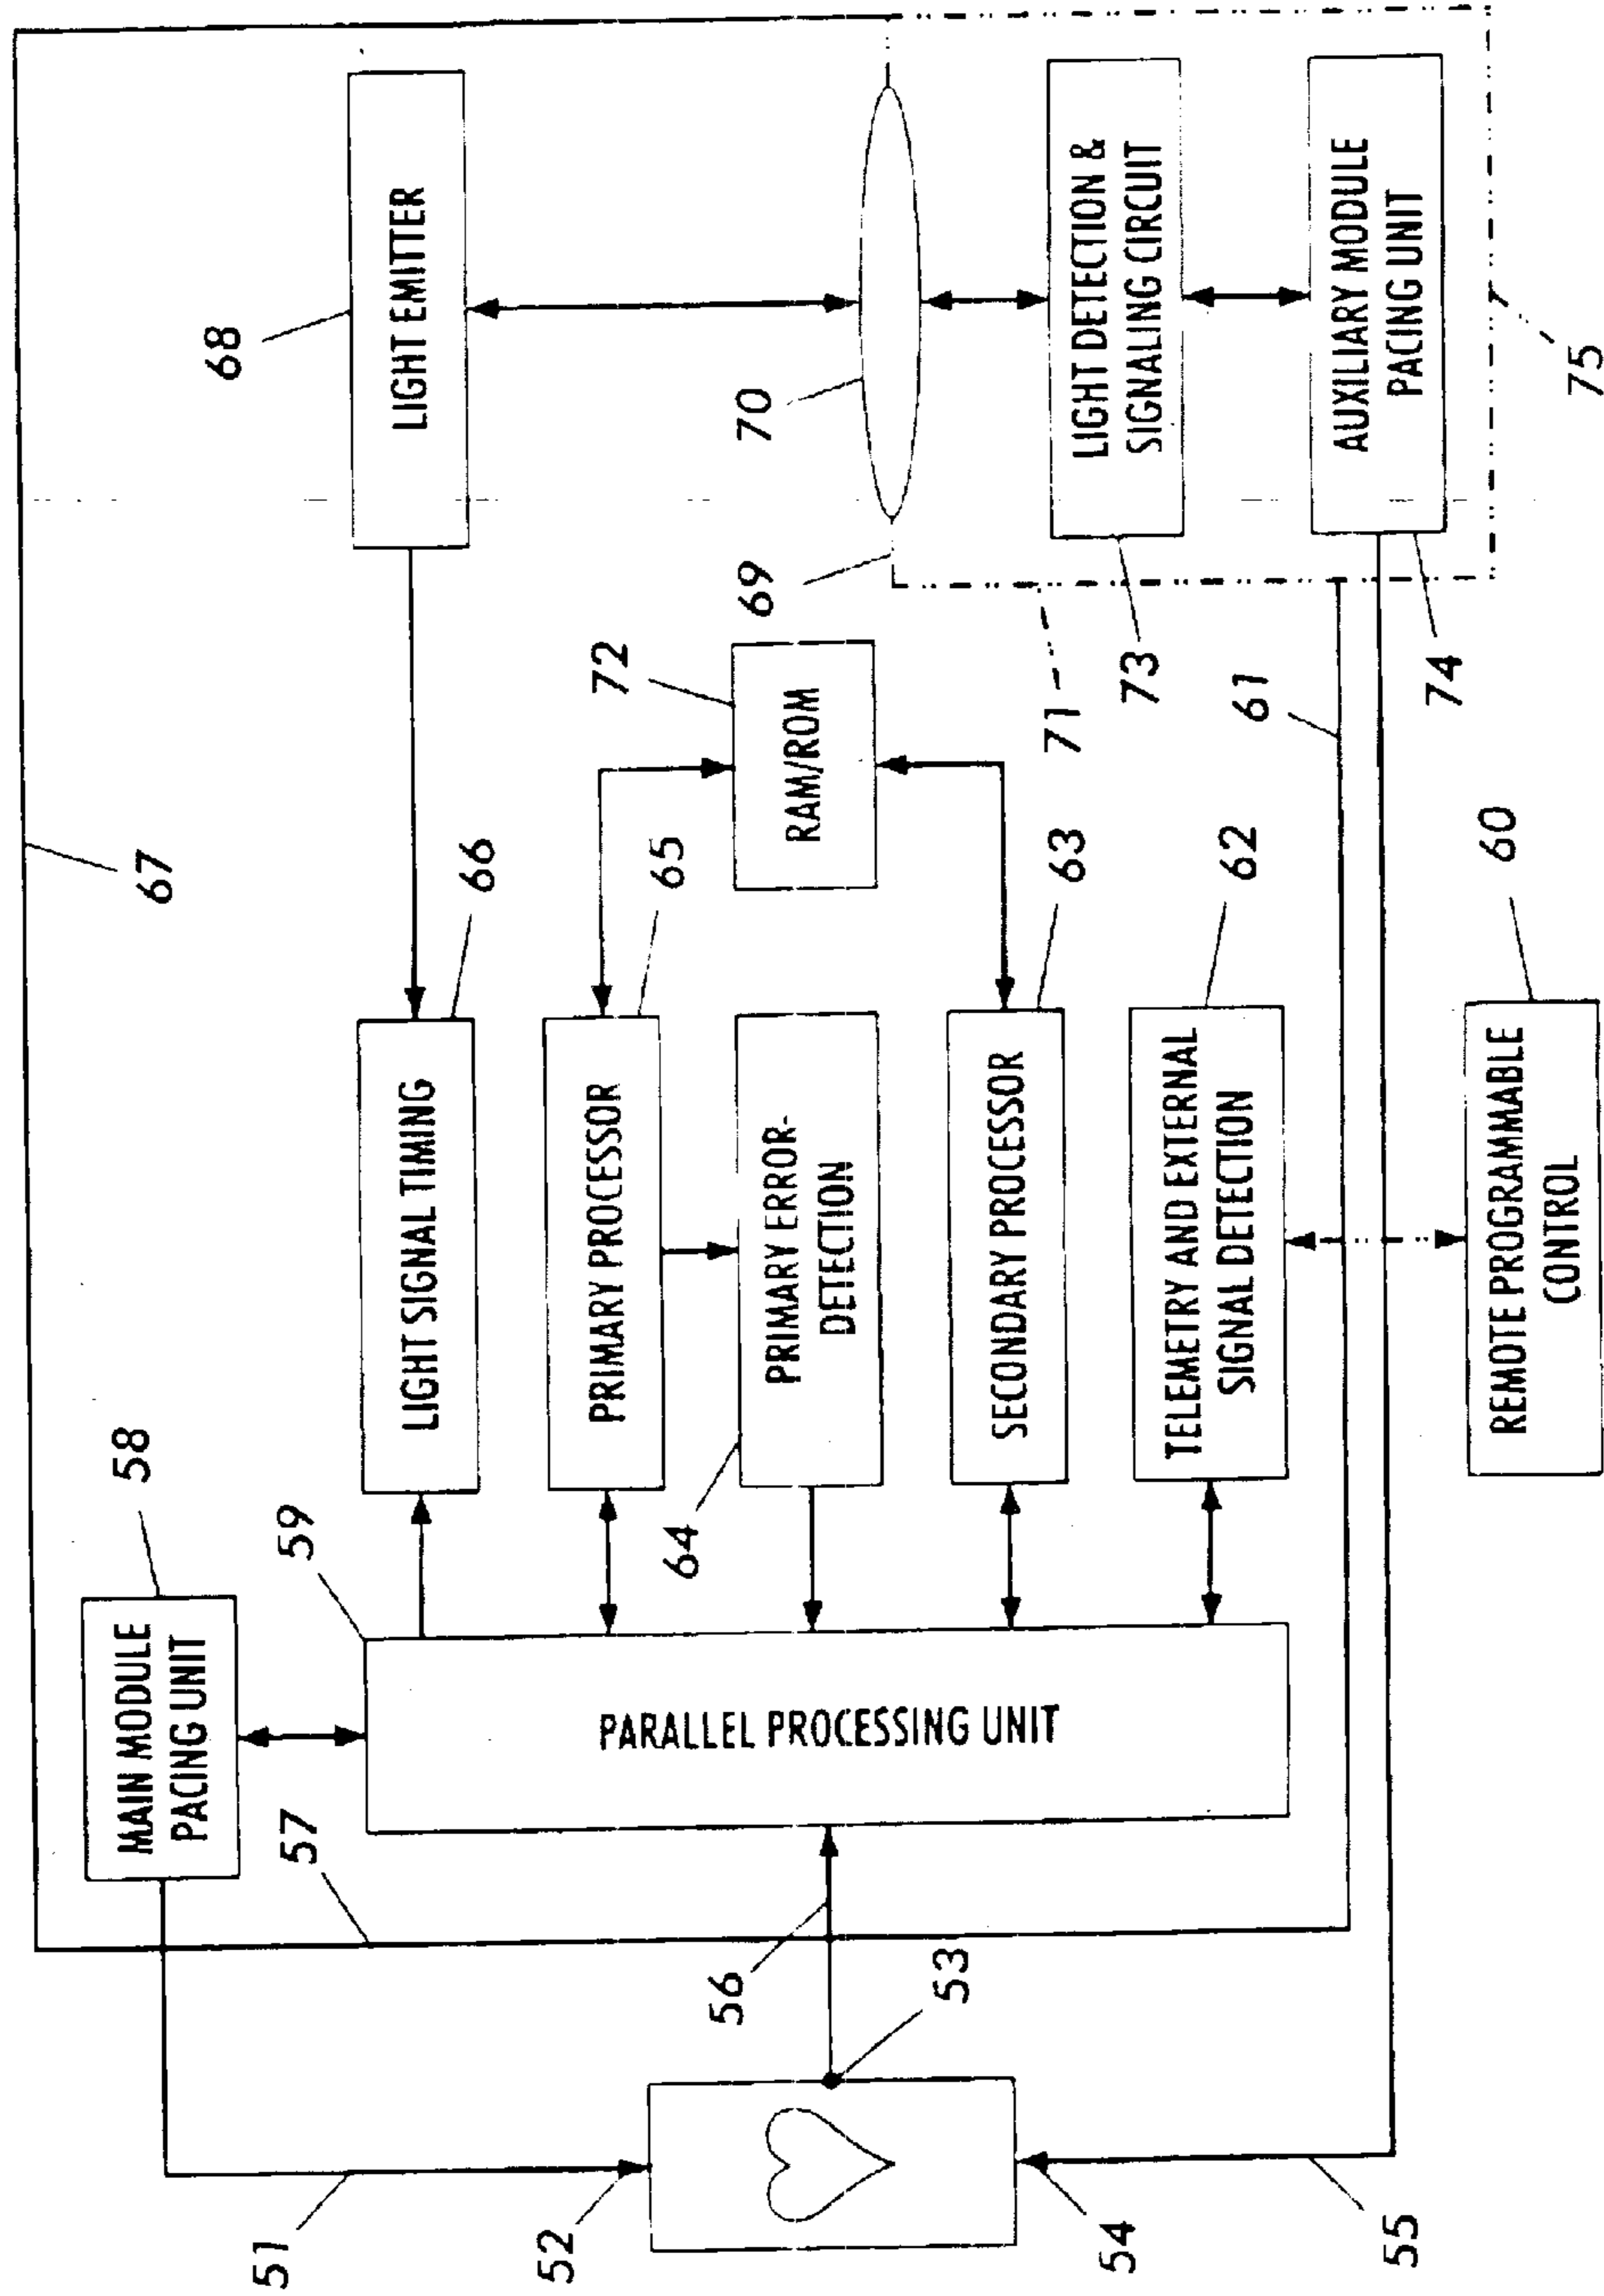 67
58
MAIN MODULE
PACING UNIT
57
59
PARALLEL PROCESSING UNIT
68
LIGHT EMITTER
66
LIGHT SIGNAL TIMING
65
PRIMARY PROCESSOR
64
PRIMARY ERROR-
DETECTION
72
RAM/ROM
63
SECONDARY PROCESSOR
62
TELEMETRY AND EXTERNAL
SIGNAL DETECTION
60
REMOTE PROGRAMMABLE
CONTROL
69
70
71
73
LIGHT DETECTION &
SIGNALING CIRCUIT
74
AUXILIARY MODULE
PACING UNIT
75
61
51
52
56
53
54
55